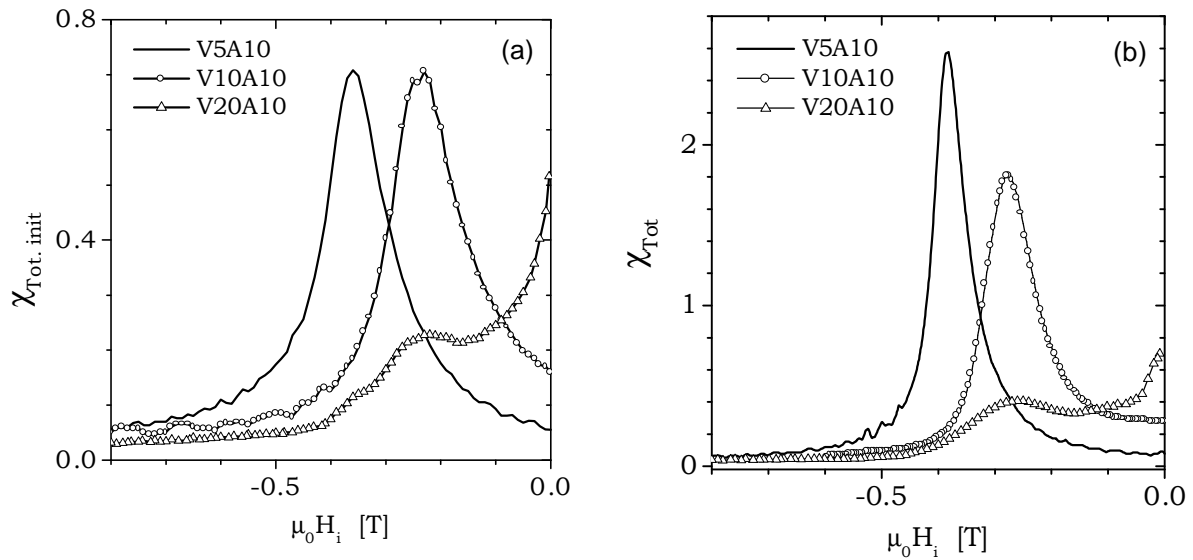 0.8
V5A10
(a)
V10A10
V20A10
0.4
χTot. init
0.0
-0.5
0.0
μ0Hi [T]
V5A10
(b)
V10A10
V20A10
2
1
χTot
0
-0.5
0.0
μ0Hi [T]